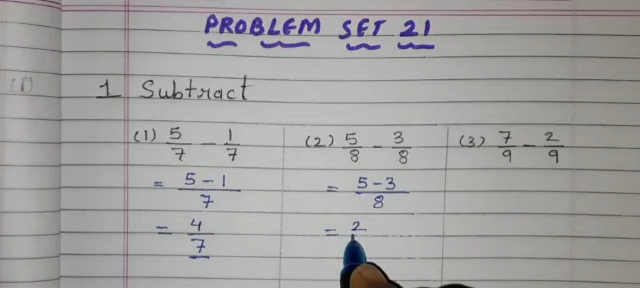 PROBLEM SET 21
1 Subtract
(1) 5/7 - 1/7 (2) 5/8 - 3/8 (3) 7/9 - 2/9
= 5-1/7 = 5-3/8
= 4/7 = 2